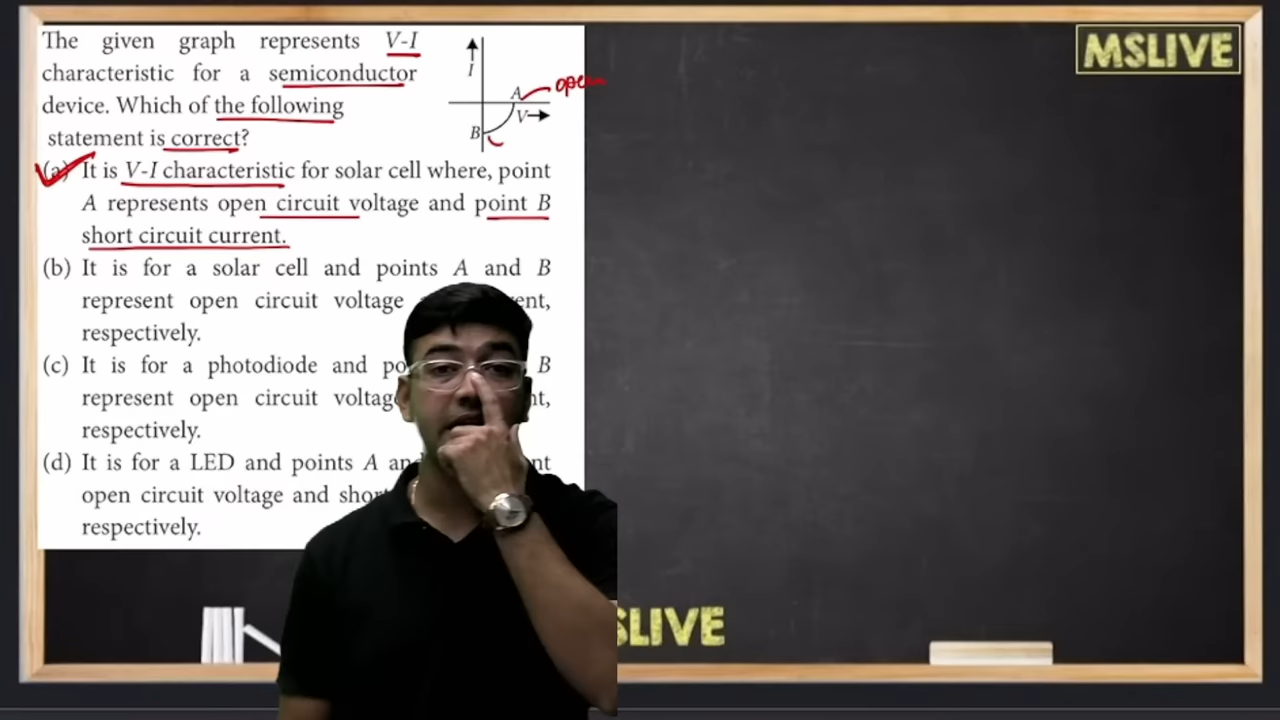 The given graph represents V-I
characteristic for a semiconductor
device. Which of the following
statement is correct?
I
A
open
V
B
(a) It is V-I characteristic for solar cell where, point
A represents open circuit voltage and point B
short circuit current.
(b) It is for a solar cell and points A and B
represent open circuit voltage
respectively.
(c) It is for a photodiode and B
represent open circuit
respectively.
(d) It is for a LED and points A
open circuit voltage and
respectively.
MSLIVE
SLIVE